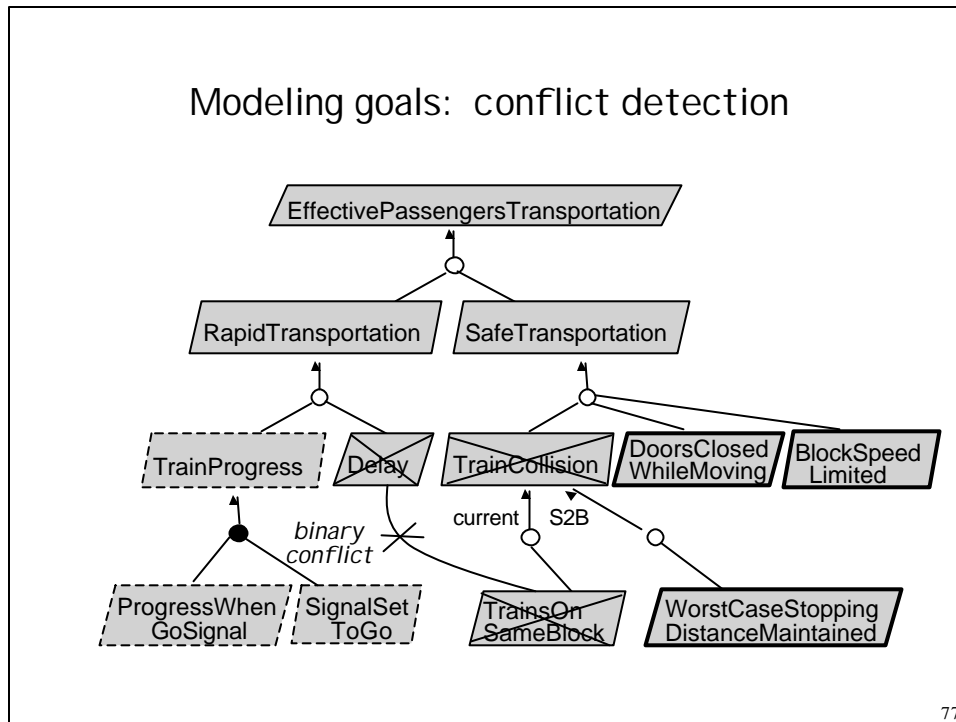 Modeling goals: conflict detection
EffectivePassengersTransportation
RapidTransportation
SafeTransportation
TrainProgress
Delay
TrainCollision
DoorsClosed
WhileMoving
BlockSpeed
Limited
current
S2B
binary
conflict
ProgressWhen
GoSignal
SignalSet
ToGo
TrainsOn
SameBlock
WorstCaseStopping
DistanceMaintained
77